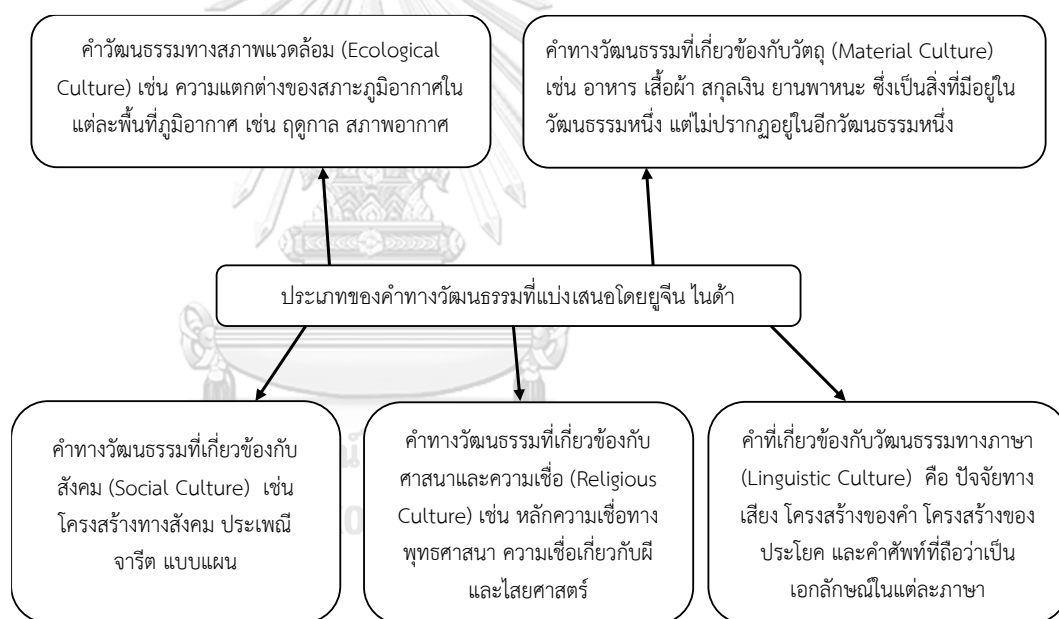 คำวัฒนธรรมทางสภาพแวดล้อม (Ecological
Culture) เช่น ความแตกต่างของสภาะภูมิอากาศใน
แต่ละพื้นที่ภูมิอากาศ เช่น ฤดูกาล สภาพอากาศ
คำทางวัฒนธรรมที่เกี่ยวข้องกับวัตถุ (Material Culture)
เช่น อาหาร เสื้อผ้า สกุลเงิน ยานพาหนะ ซึ่งเป็นสิ่งที่มีอยู่ใน
วัฒนธรรมหนึ่ง แต่ไม่ปรากฏอยู่ในอีกวัฒนธรรมหนึ่ง
ประเภทของคำทางวัฒนธรรมที่แบ่งเสนอโดยยูจีน ไนด้า
คำทางวัฒนธรรมที่เกี่ยวข้องกับ
สังคม (Social Culture) เช่น
โครงสร้างทางสังคม ประเพณี
จารีต แบบแผน
คำทางวัฒนธรรมที่เกี่ยวข้องกับ
ศาสนาและความเชื่อ (Religious
Culture) เช่น หลักความเชื่อทาง
พุทธศาสนา ความเชื่อเกี่ยวกับผี
และไสยศาสตร์
คำที่เกี่ยวข้องกับวัฒนธรรมทางภาษา
(Linguistic Culture) คือ ปัจจัยทาง
เสียง โครงสร้างของคำ โครงสร้างของ
ประโยค และคำศัพท์ที่ถือว่าเป็น
เอกลักษณ์ในแต่ละภาษา